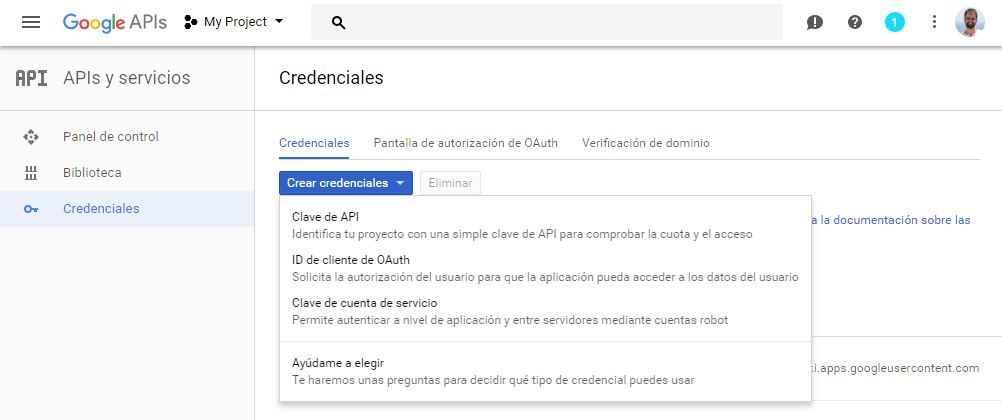 Google APIs My Project 1
API APIs y servicios Credenciales
Panel de control
Biblioteca
Credenciales
Credenciales Pantalla de autorización de OAuth Verificación de dominio
Crear credenciales Eliminar
Clave de API
Identifica tu proyecto con una simple clave de API para comprobar la cuota y el acceso
a la documentación sobre las
ID de cliente de OAuth
Solicita la autorización del usuario para que la aplicación pueda acceder a los datos del usuario
Clave de cuenta de servicio
Permite autenticar a nivel de aplicación y entre servidores mediante cuentas robot
Ayúdame a elegir
Te haremos unas preguntas para decidir qué tipo de credencial puedes usar
i.apps.googleusercontent.com